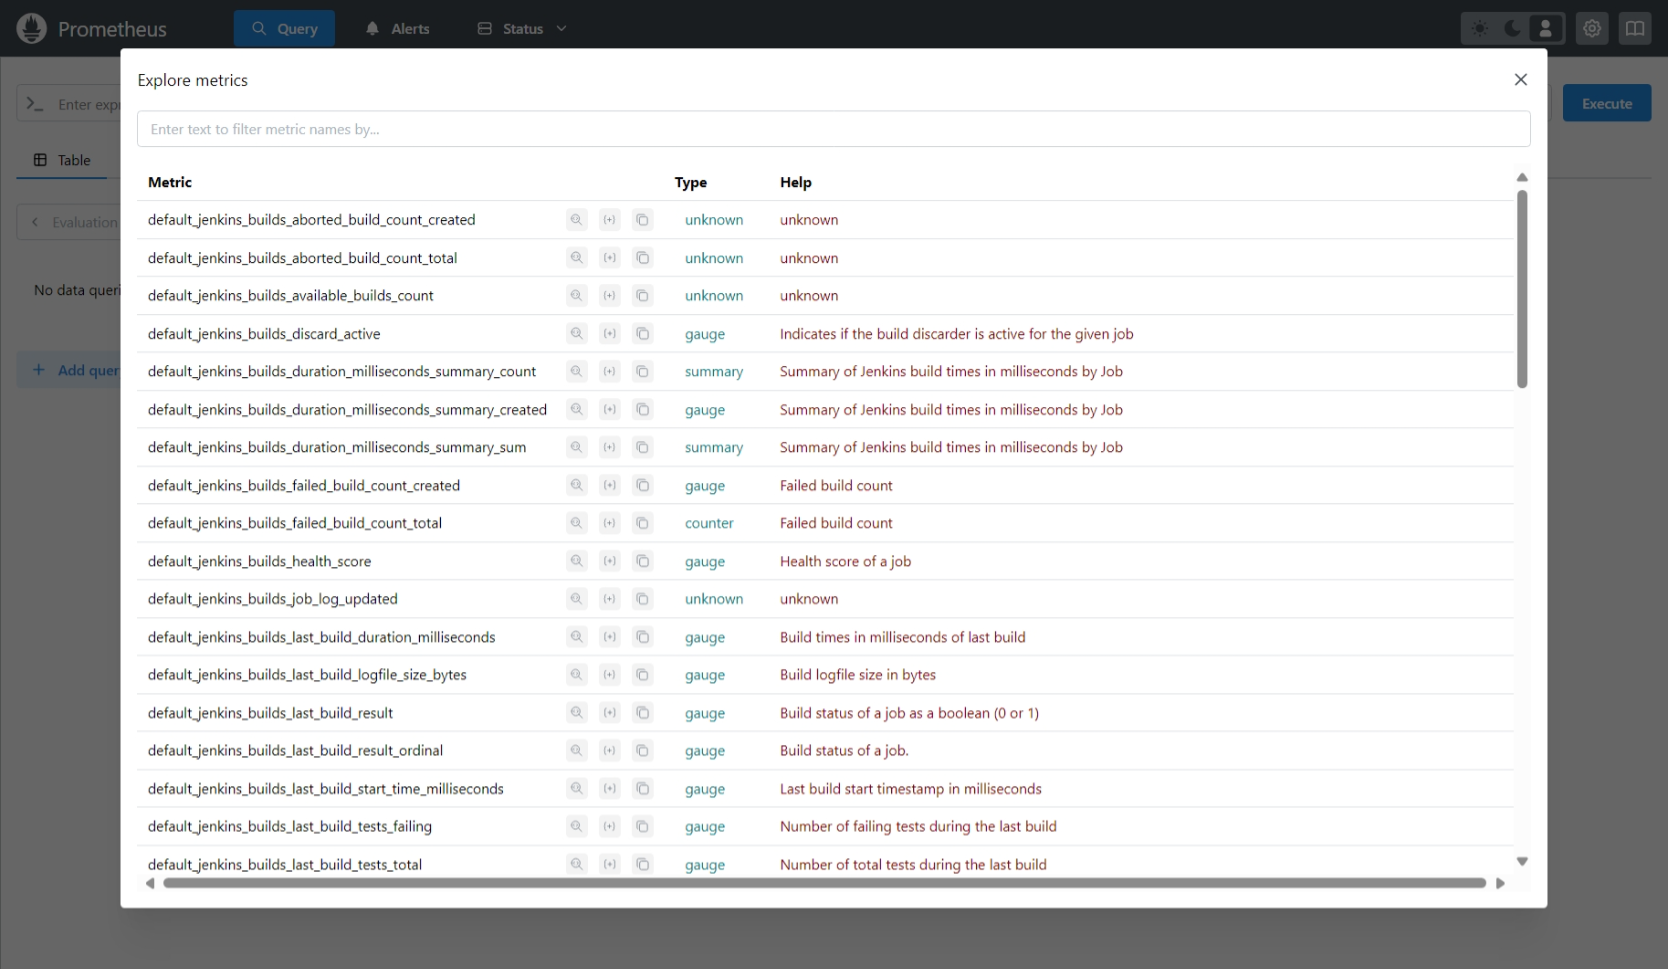 Prometheus
Query
Alerts
Status
Explore metrics
Enter exp
Enter text to filter metric names by...
Execute
Table
Metric Type Help
default_jenkins_builds_aborted_build_count_created unknown unknown
Evaluation
default_jenkins_builds_aborted_build_count_total unknown unknown
No data queri
default_jenkins_builds_available_builds_count unknown unknown
default_jenkins_builds_discard_active gauge Indicates if the build discarder is active for the given job
Add quer
default_jenkins_builds_duration_milliseconds_summary_count summary Summary of Jenkins build times in milliseconds by Job
default_jenkins_builds_duration_milliseconds_summary_created gauge Summary of Jenkins build times in milliseconds by Job
default_jenkins_builds_duration_milliseconds_summary_sum summary Summary of Jenkins build times in milliseconds by Job
default_jenkins_builds_failed_build_count_created gauge Failed build count
default_jenkins_builds_failed_build_count_total counter Failed build count
default_jenkins_builds_health_score gauge Health score of a job
default_jenkins_builds_job_log_updated unknown unknown
default_jenkins_builds_last_build_duration_milliseconds gauge Build times in milliseconds of last build
default_jenkins_builds_last_build_logfile_size_bytes gauge Build logfile size in bytes
default_jenkins_builds_last_build_result gauge Build status of a job as a boolean (0 or 1)
default_jenkins_builds_last_build_result_ordinal gauge Build status of a job.
default_jenkins_builds_last_build_start_time_milliseconds gauge Last build start timestamp in milliseconds
default_jenkins_builds_last_build_tests_failing gauge Number of failing tests during the last build
default_jenkins_builds_last_build_tests_total gauge Number of total tests during the last build